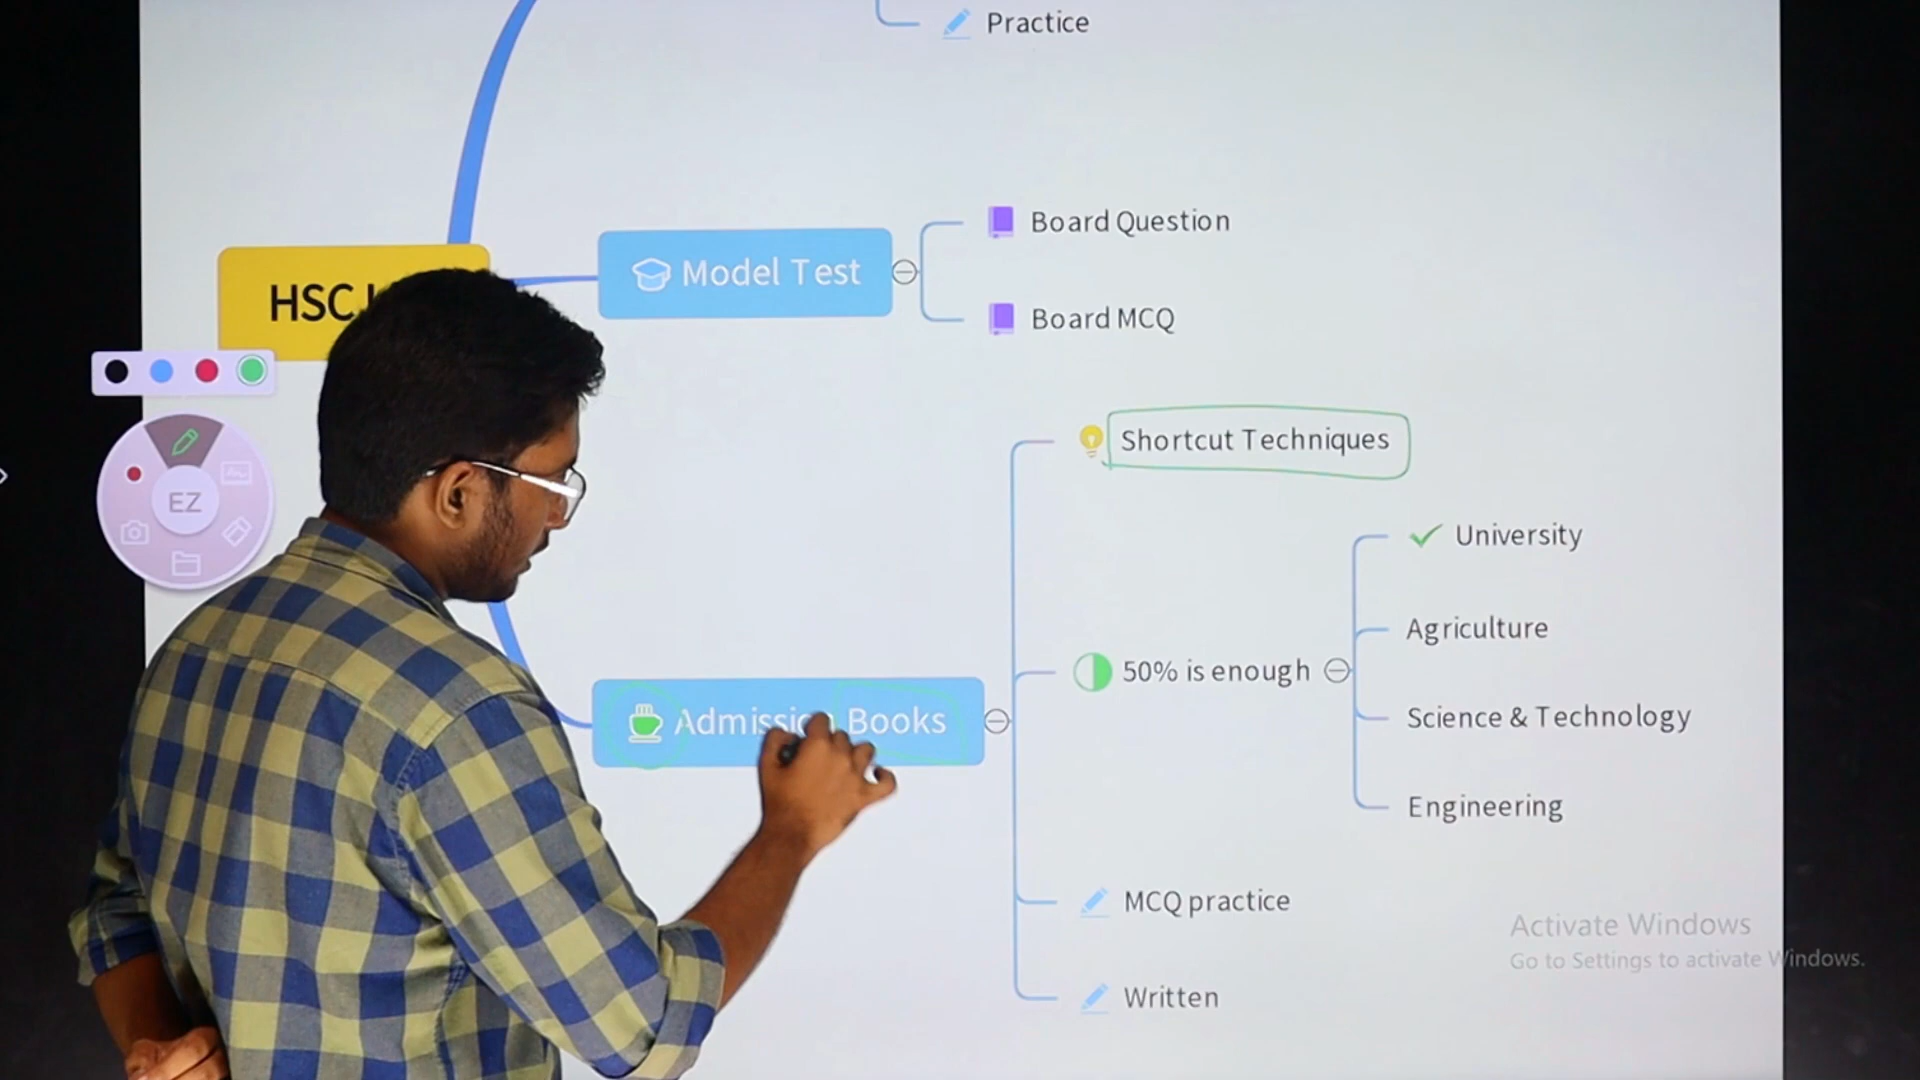 Practice
Board Question
Model Test
HSC
Board MCQ
Shortcut Techniques
EZ
University
Agriculture
50% is enough
Science & Technology
Admission Books
Engineering
MCQ practice
Activate Windows
Go to Settings to activate Windows.
Written